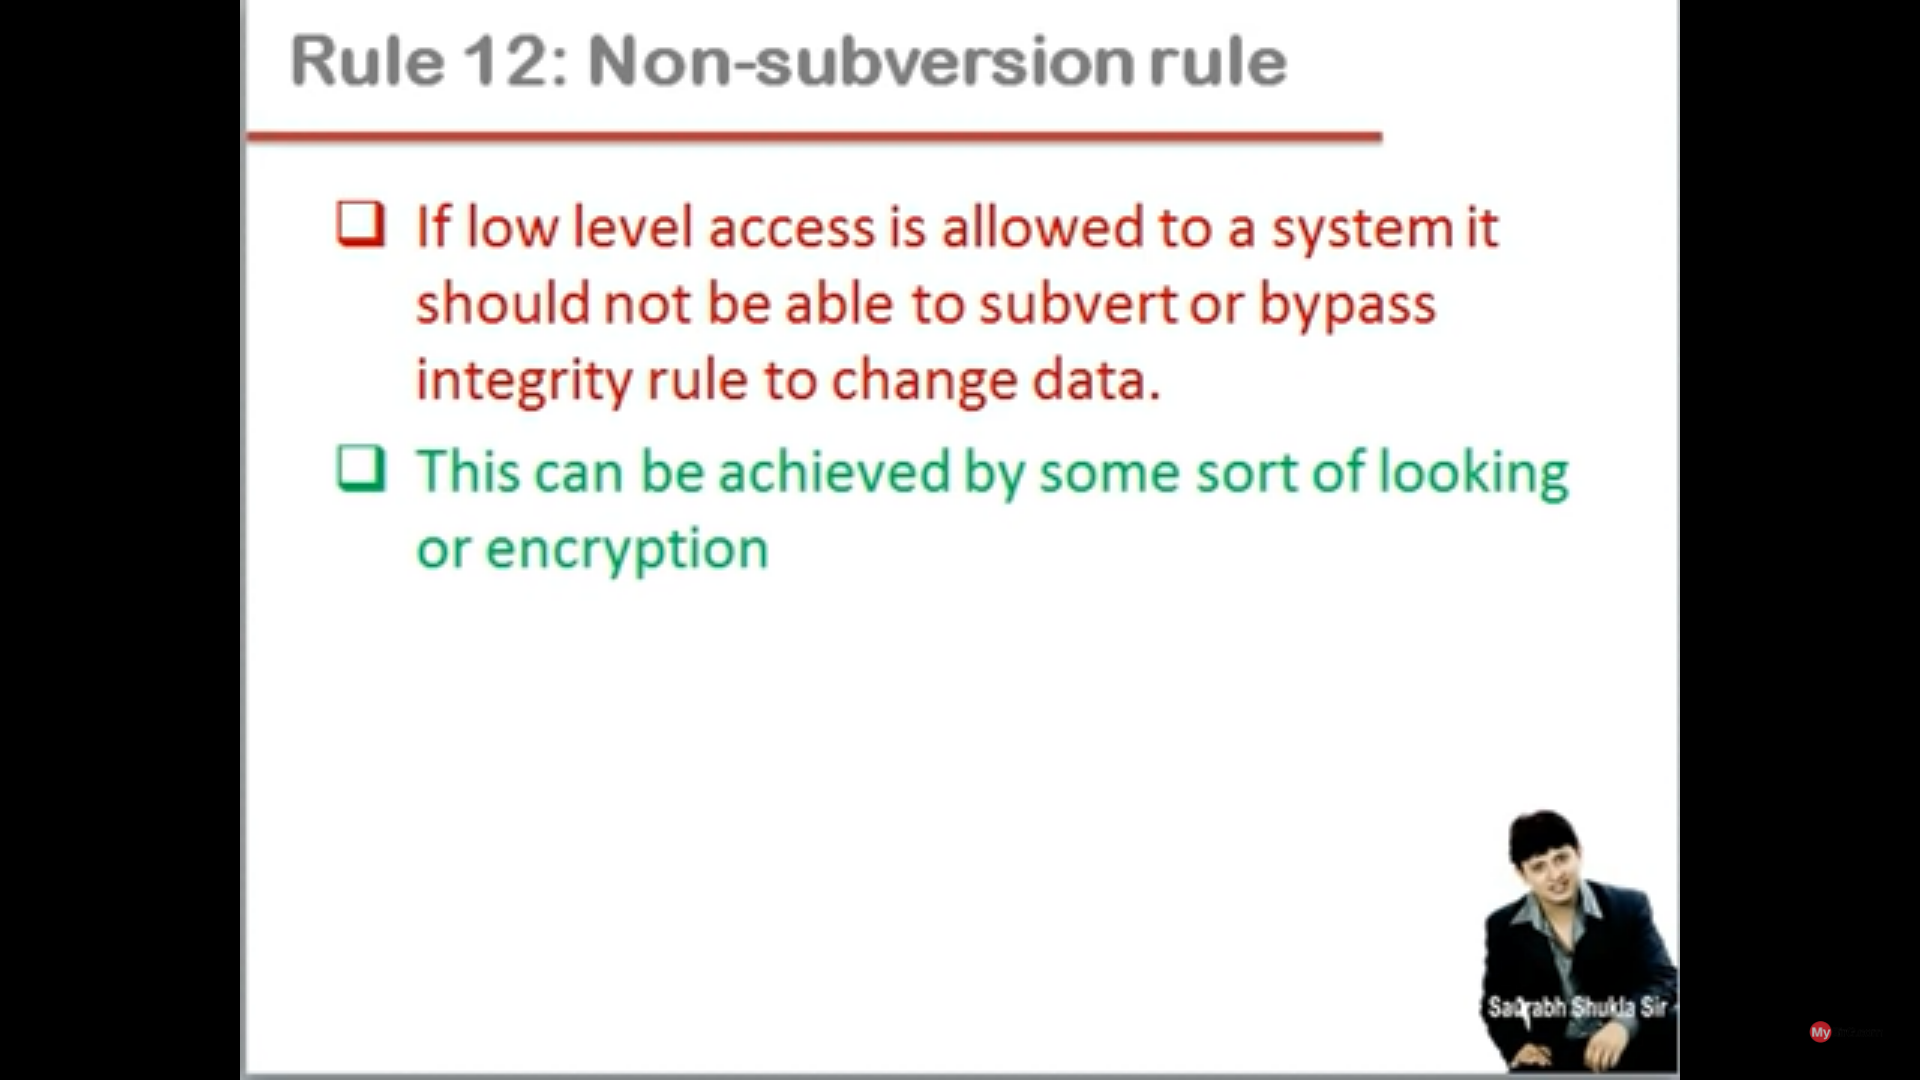 Rule 12: Non-subversion rule
If low level access is allowed to a system it
should not be able to subvert or bypass
integrity rule to change data.
This can be achieved by some sort of looking
or encryption
Saurabh Shukla Sir
My